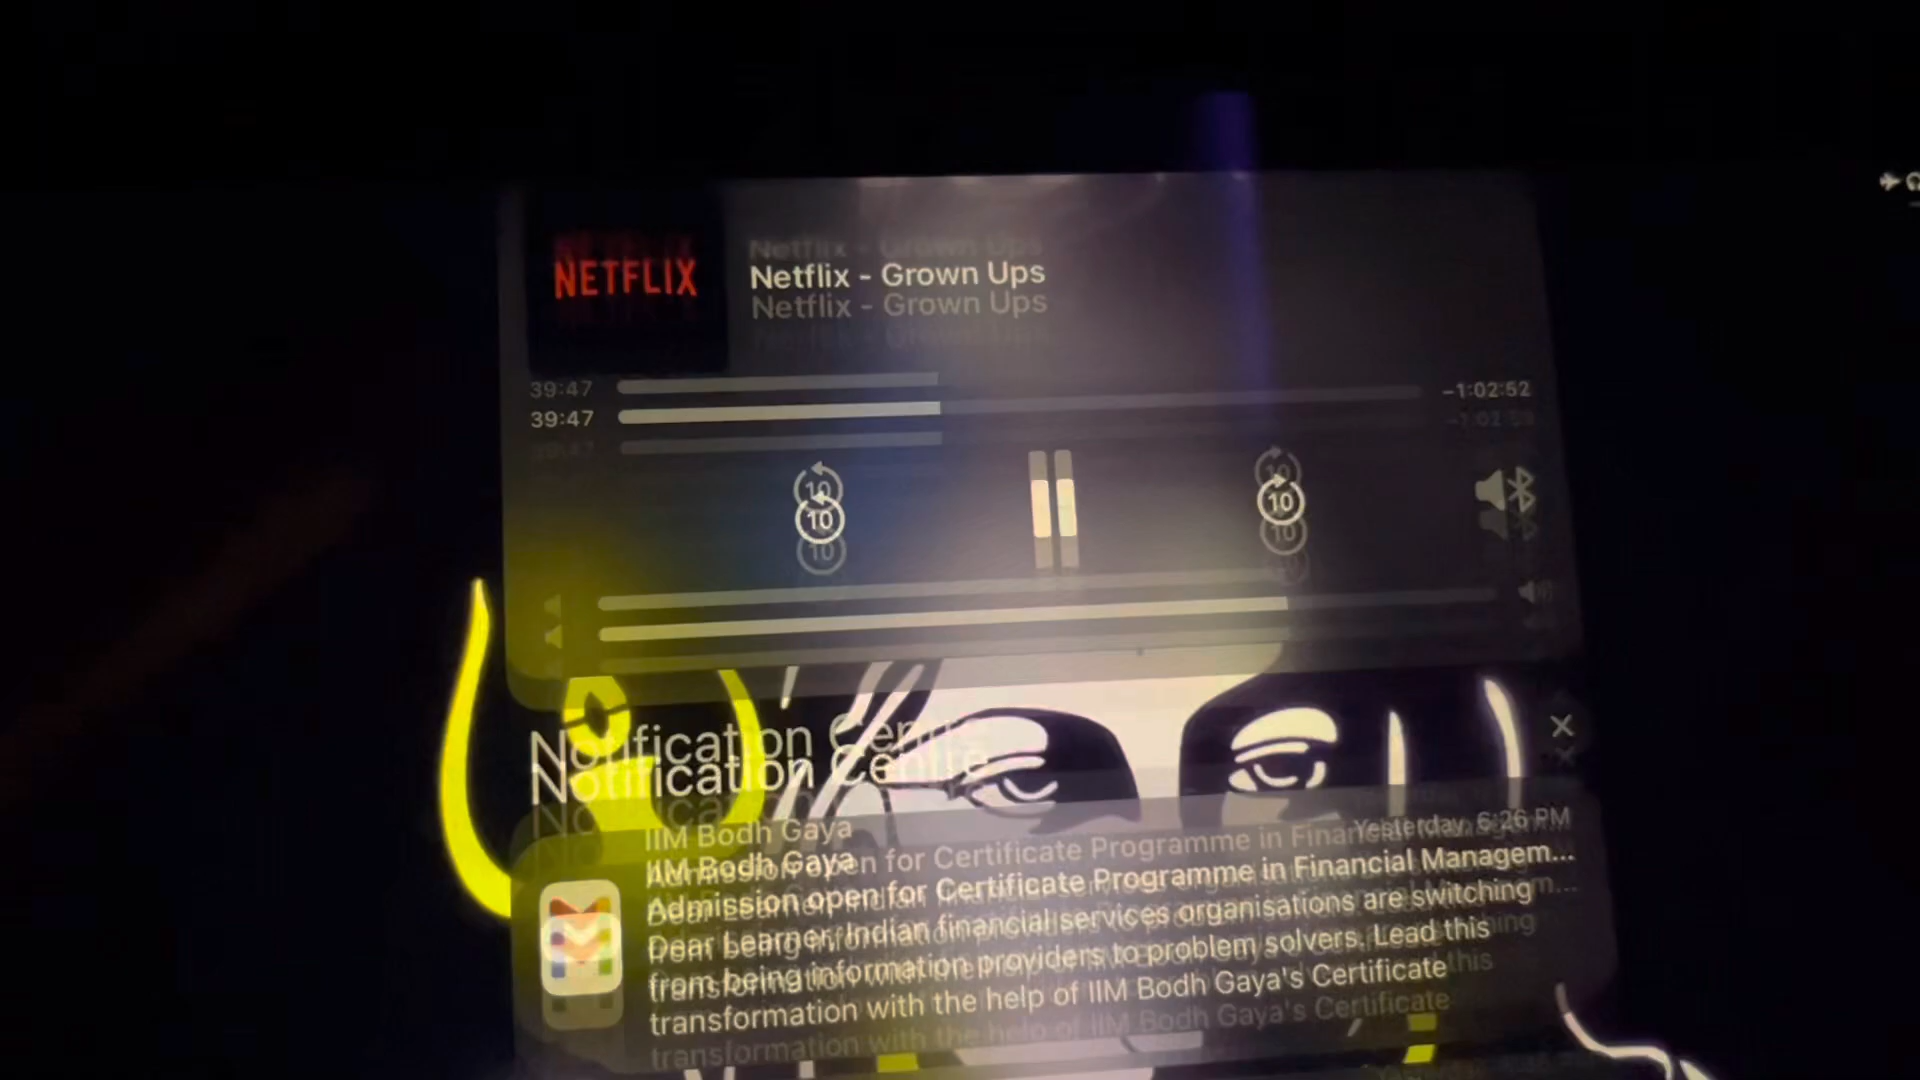 NETFLIX
Netflix - Grown Ups
39:47
-1:02:52
10
10
Notification Centre
IIM Bodh Gaya
Yesterday, 6:26 PM
Admission open for Certificate Programme in Financial Managem...
Dear Learner, Indian financial services organisations are switching
from being information providers to problem solvers. Lead this
transformation with the help of IIM Bodh Gaya's Certificate